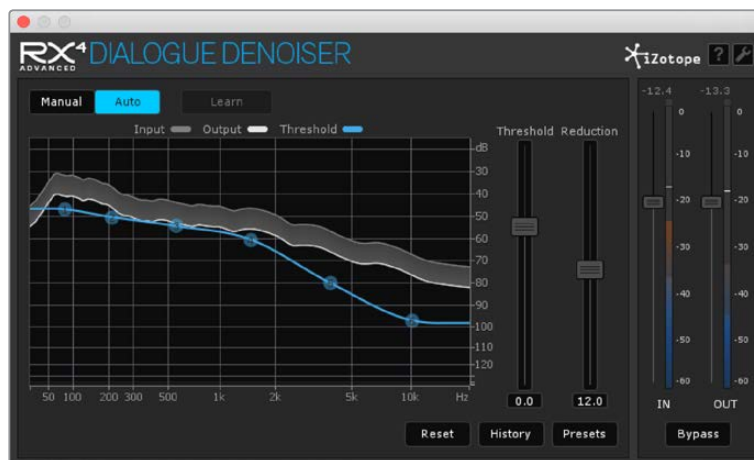 RX 4 DIALOGUE DENOISER
ADVANCED
iZotope ?
Manual Auto Learn
Input Output Threshold
Threshold Reduction
-12.4 -13.3
dB
30
40
50
60
70
80
90
100
110
120
50 100 200 300 500 1k 2k 5k 10k Hz
0.0 12.0
0
-10
-20
-30
-40
-50
-60
0
-10
-20
-30
-40
-50
-60
IN OUT
Reset History Presets Bypass